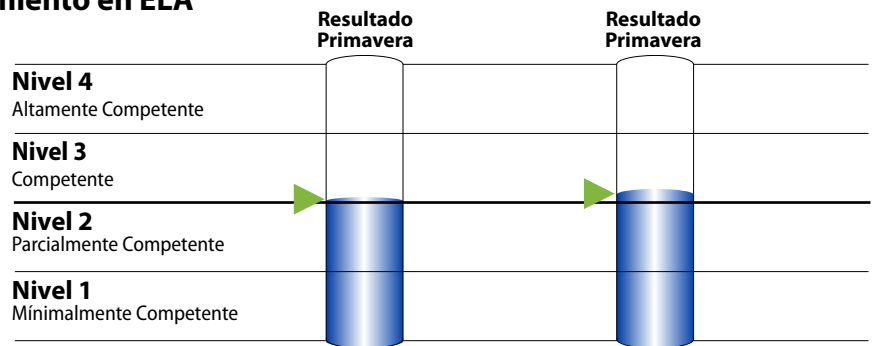 en ELA
Resultado
Primavera
Resultado
Primavera
Nivel 4
Altamente Competente
Nivel 3
Competente
Nivel 2
Parcialmente Competente
Nivel 1
Mínimalmente Competente